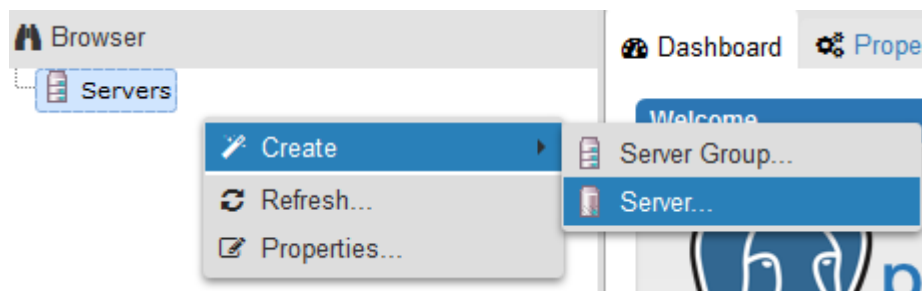 Browser
Servers
Dashboard
Welcome
Create
Server Group...
Refresh...
Server...
Properties...